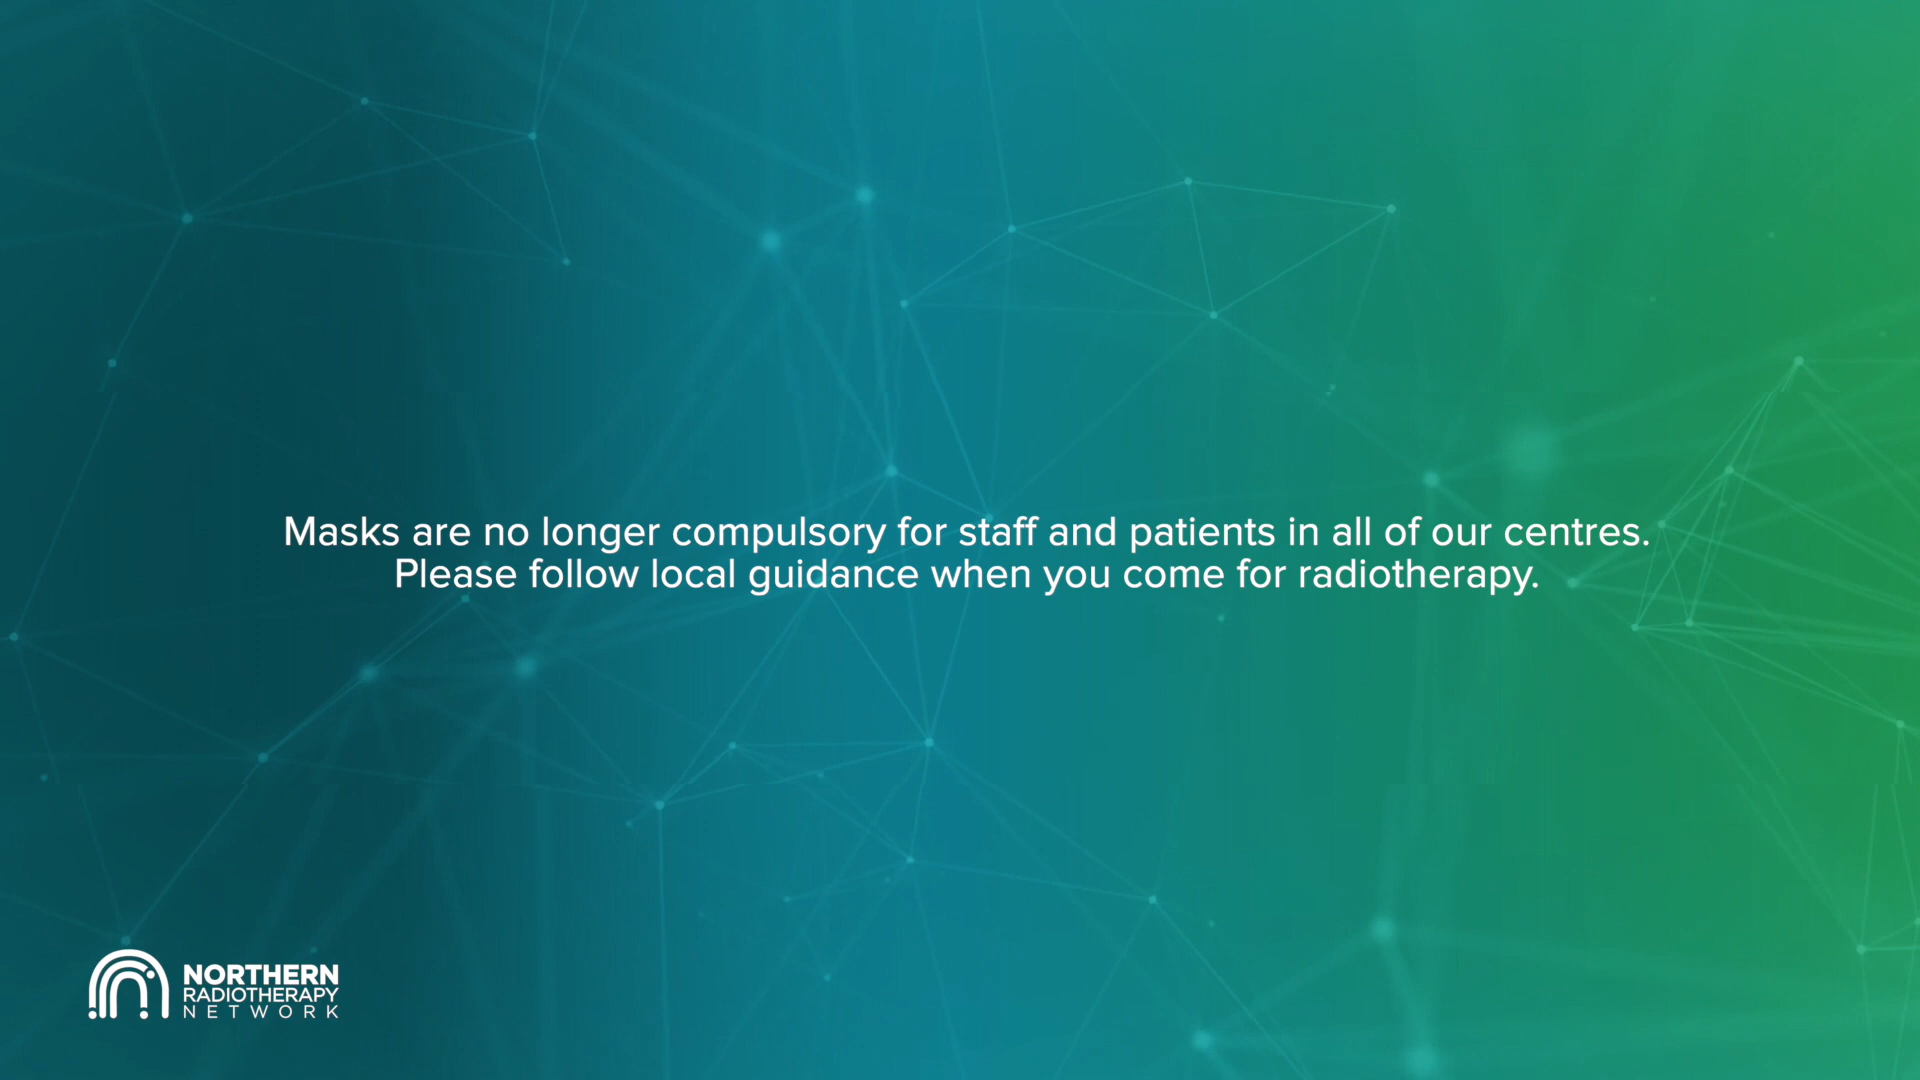 Masks are no longer compulsory for staff and patients in all of our centres.
Please follow local guidance when you come for radiotherapy.
NORTHERN
RADIOTHERAPY
NETWORK